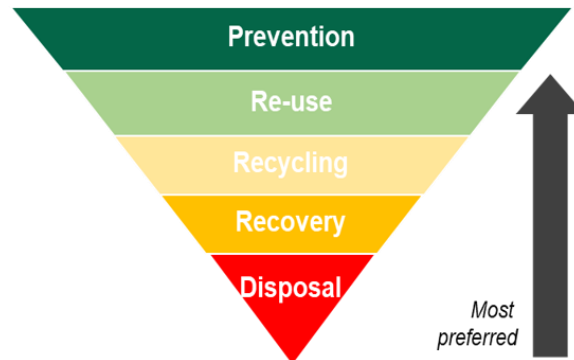 Prevention
Re-use
Recycling
Recovery
Disposal
Most
preferred